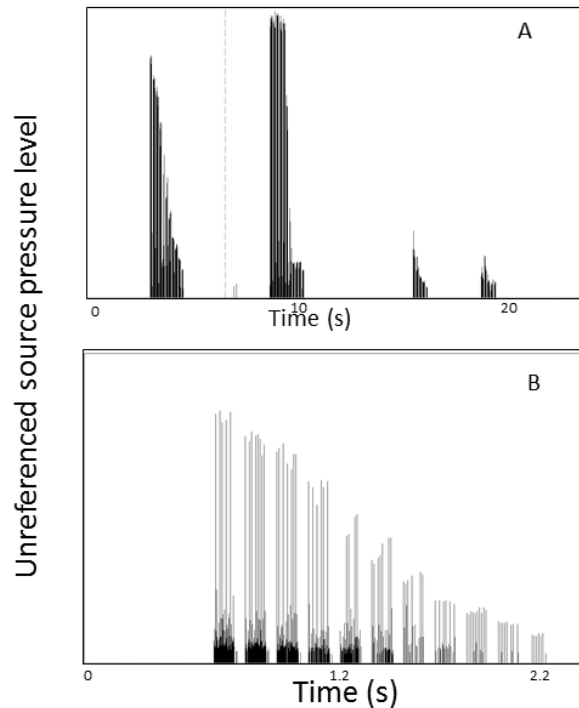 Unreferenced source pressure level
A
0
10
20
Time (s)
B
0
1.2
2.2
Time (s)